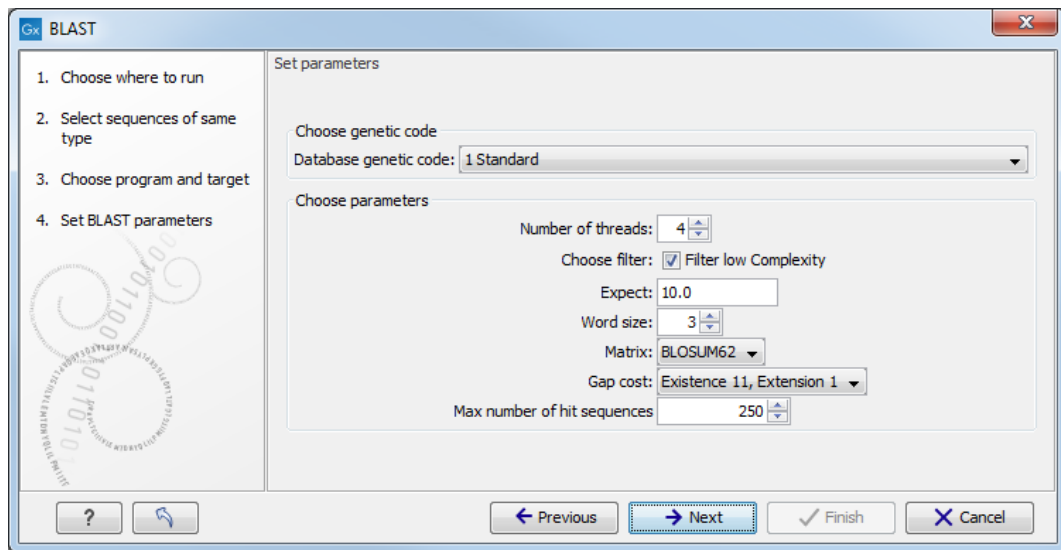 Gx BLAST
1. Choose where to run
2. Select sequences of same
type
3. Choose program and target
4. Set BLAST parameters
Set parameters
Choose genetic code
Database genetic code: 1 Standard
Choose parameters
Number of threads: 4
Choose filter: Filter low Complexity
Expect: 10.0
Word size: 3
Matrix: BLOSUM62
Gap cost: Existence 11, Extension 1
Max number of hit sequences 250
? Previous Next Finish Cancel